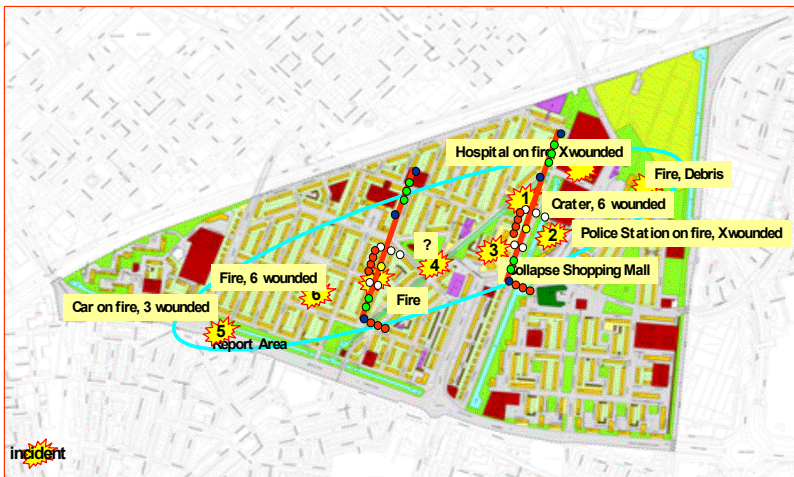 Hospital on fire, Xwounded
Fire, Debris
1
Crater, 6 wounded
2
Police Station on fire, Xwounded
?
3
4
Collapse Shopping Mall
Fire, 6 wounded
6
Fire
Car on fire, 3 wounded
5
Report Area
incident